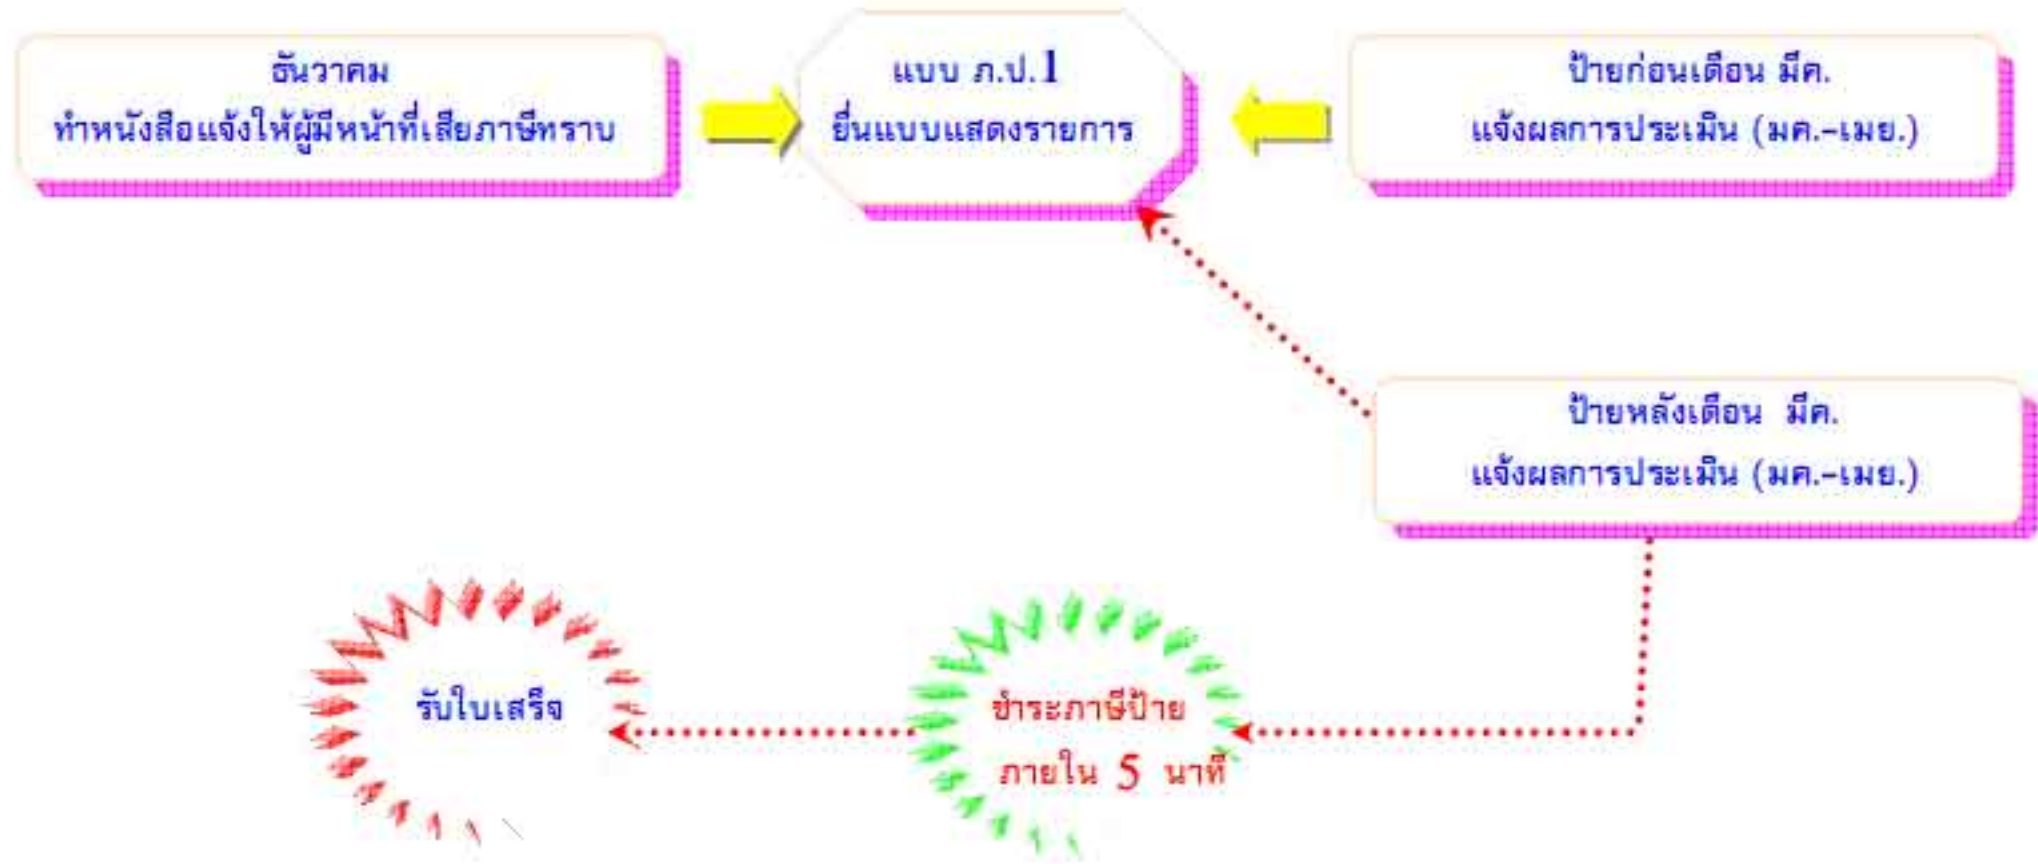 ธันวาคม
ทำหนังสือแจ้งให้ผู้มีหน้าที่เสียภาษีทราบ
แบบ ภ.ป.1
ยื่นแบบแสดงรายการ
ป้ายก่อนเดือน มีค.
แจ้งผลการประเมิน (มค.-เมย.)
ป้ายหลังเดือน มีค.
แจ้งผลการประเมิน (มค.-เมย.)
รับใบเสร็จ
ชำระภาษีป้าย
ภายใน 5 นาที